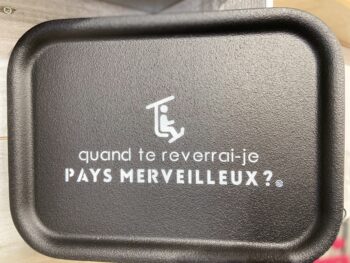 quand te reverrai-je
PAYS MERVEILLEUX ?